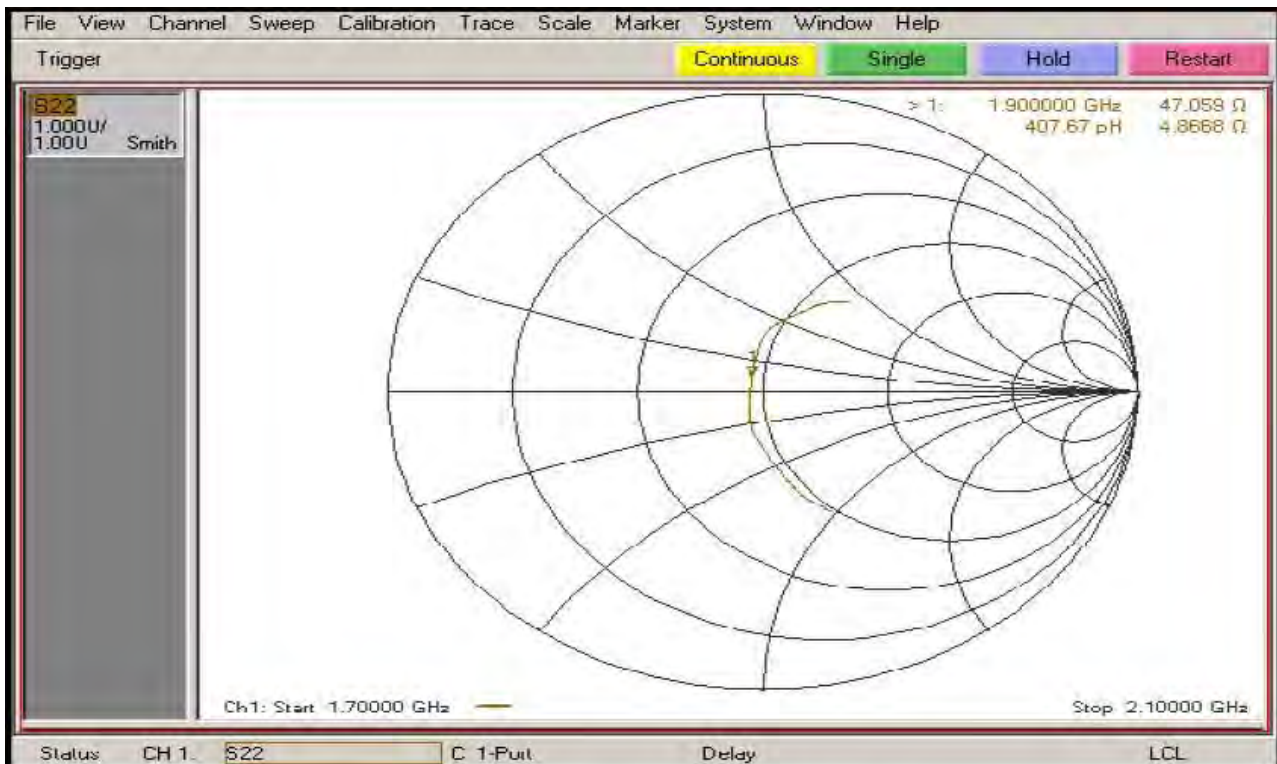 File View Channel Sweep Calibration Trace Scale Marker System Window Help
Trigger Continuous Single Hold Restart
S22
1.000U/
1.00U Smith
> 1: 1.900000 GHz 47.059 Ω
407.67 pH 4.8668 Ω
1
Ch1: Start 1.70000 GHz
Stop 2.10000 GHz
Status CH 1: S22 C 1-Port Delay LCL